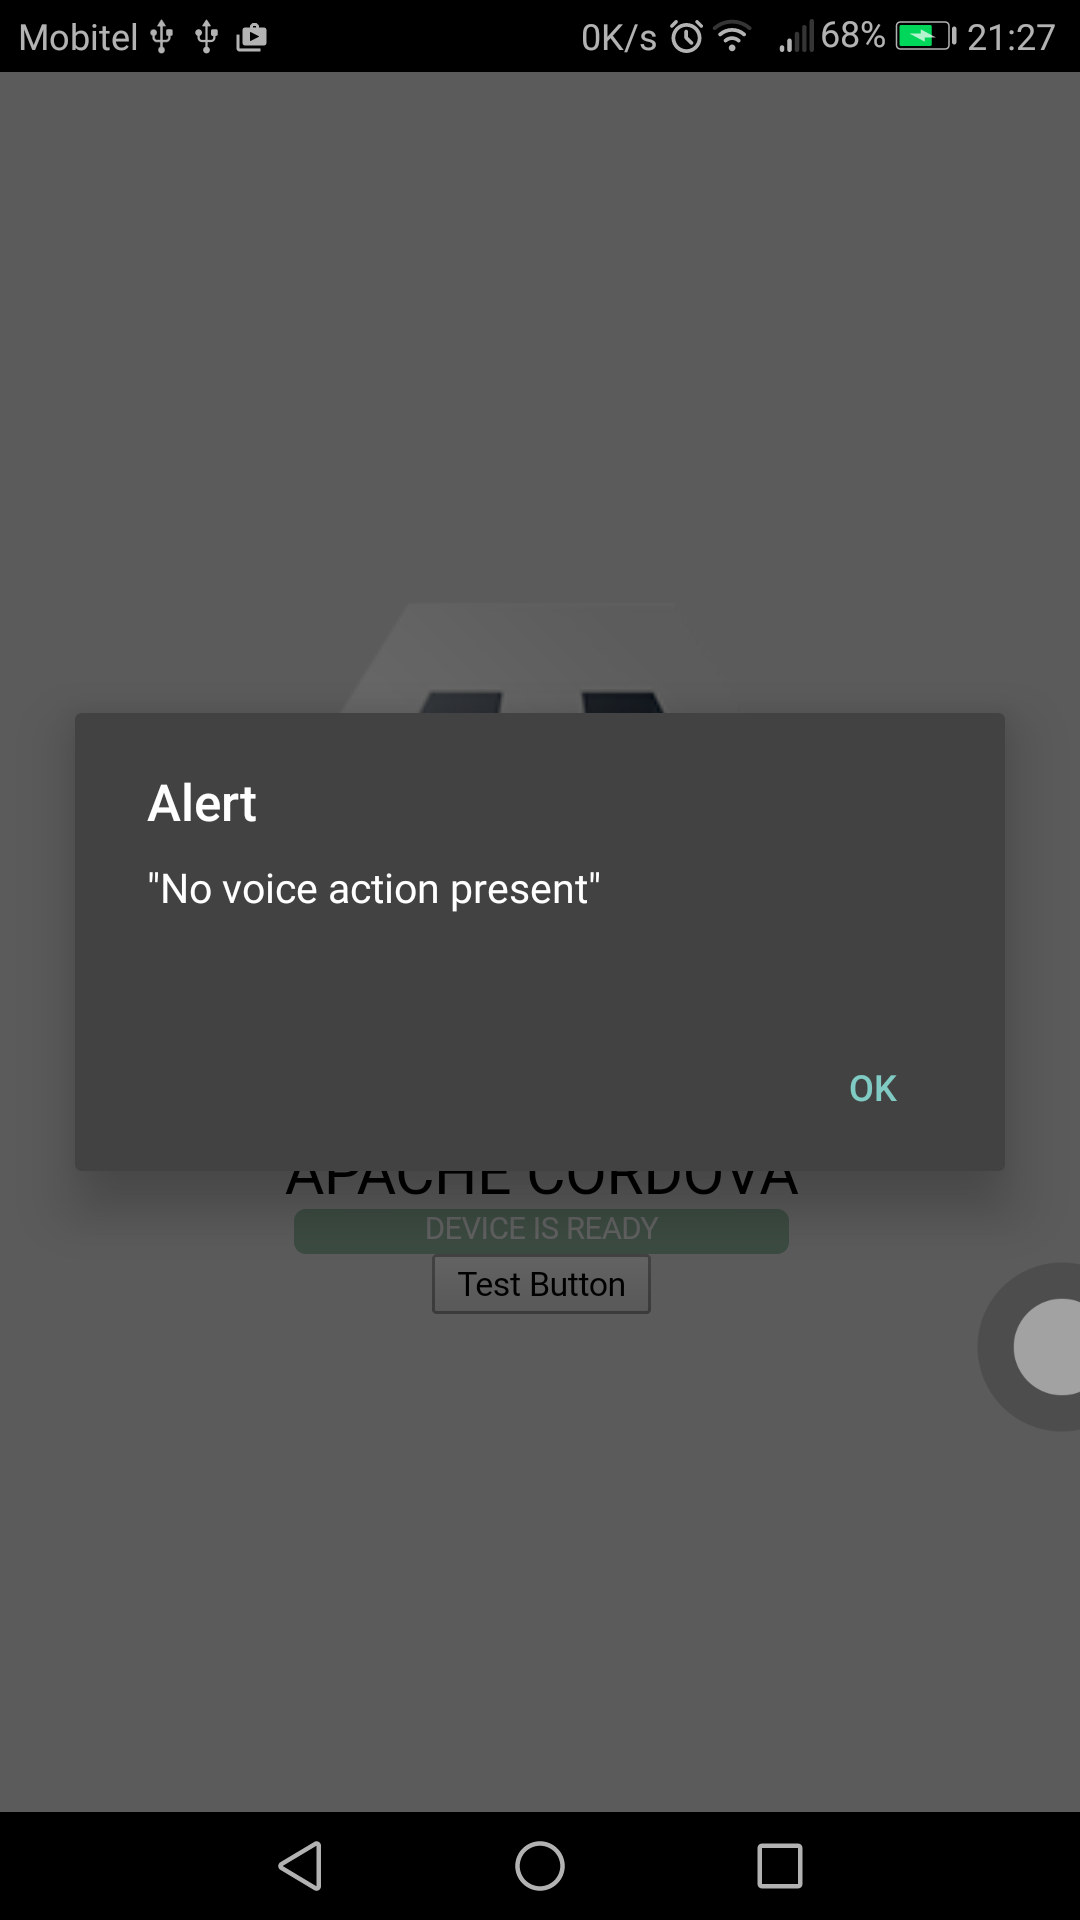 Mobitel 0K/s 68% 21:27
Alert
"No voice action present"
OK
APACHE CORDOVA
DEVICE IS READY
Test Button